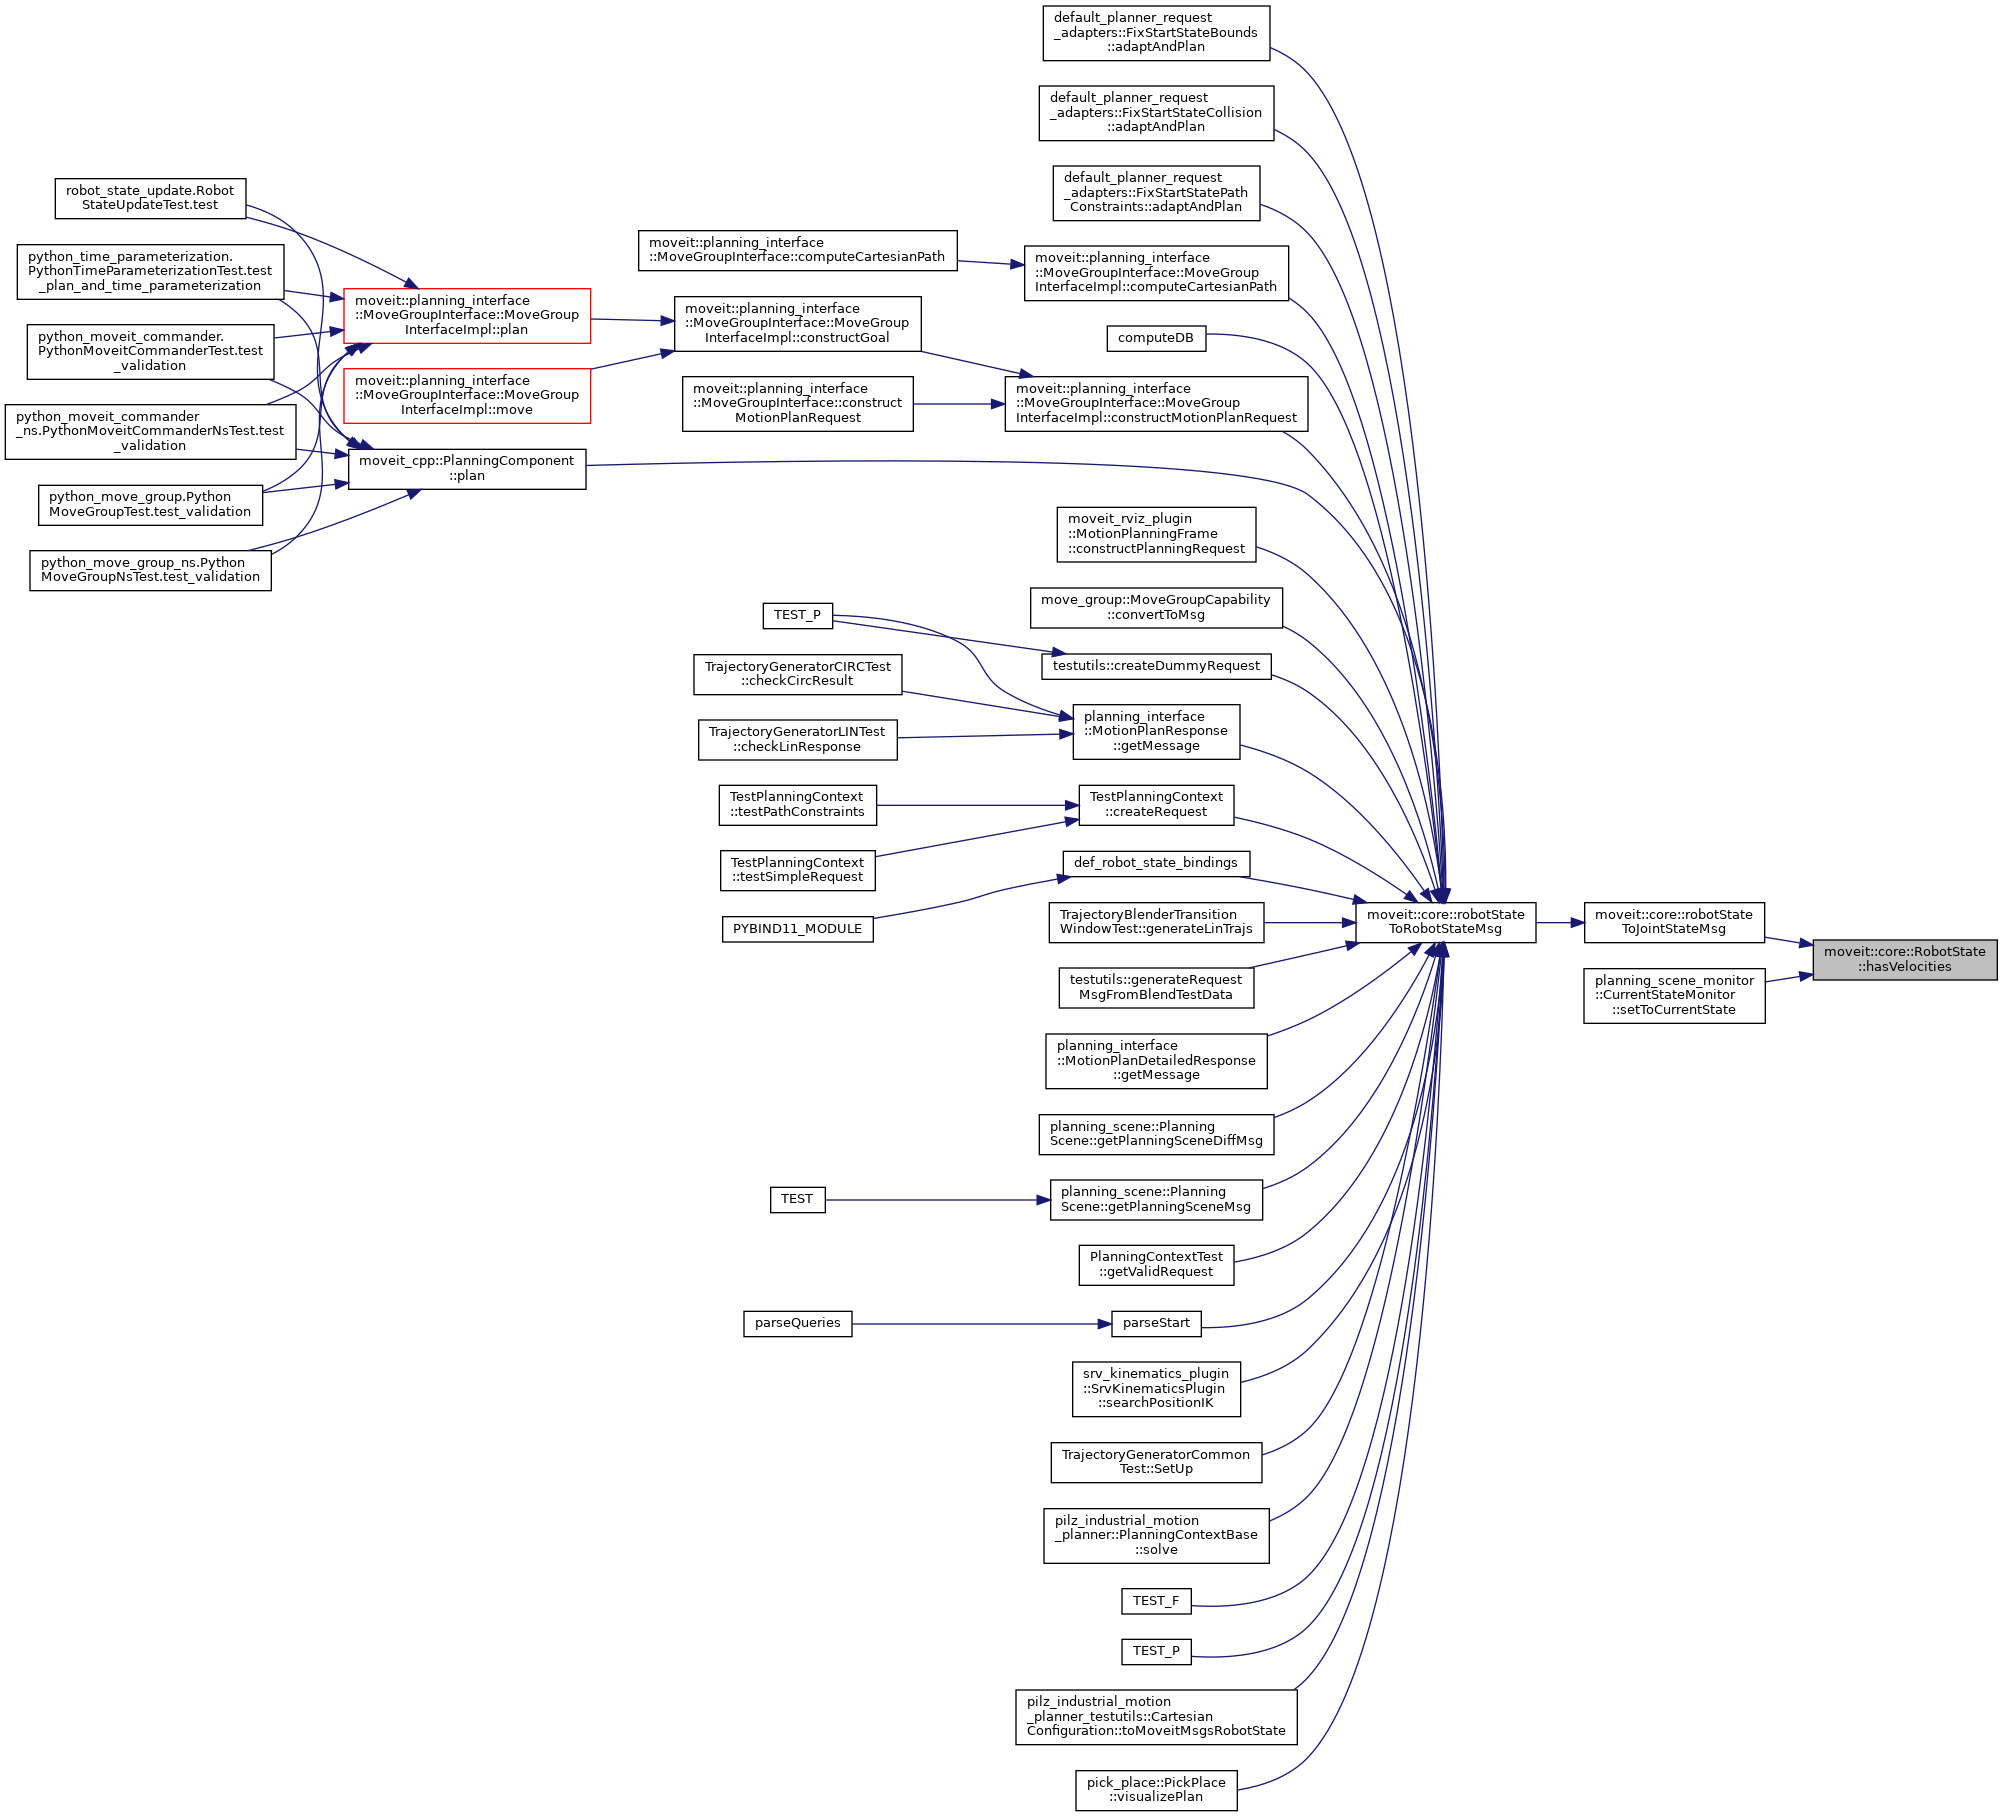 default_planner_request
_adapters::FixStartStateBounds
::adaptAndPlan
default_planner_request
_adapters::FixStartStateCollision
::adaptAndPlan
default_planner_request
_adapters::FixStartStatePath
Constraints::adaptAndPlan
robot_state_update.Robot
StateUpdateTest.test
python_time_parameterization.
PythonTimeParameterizationTest.test
_plan_and_time_parameterization
python_moveit_commander.
PythonMoveitCommanderTest.test
_validation
python_moveit_commander
_ns.PythonMoveitCommanderNsTest.test
_validation
python_move_group.Python
MoveGroupTest.test_validation
python_move_group_ns.Python
MoveGroupNsTest.test_validation
moveit::planning_interface
::MoveGroupInterface::MoveGroup
InterfaceImpl::plan
moveit::planning_interface
::MoveGroupInterface::MoveGroup
InterfaceImpl::move
moveit_cpp::PlanningComponent
::plan
moveit::planning_interface
::MoveGroupInterface::computeCartesianPath
moveit::planning_interface
::MoveGroupInterface::MoveGroup
InterfaceImpl::constructGoal
moveit::planning_interface
::MoveGroupInterface::construct
MotionPlanRequest
moveit::planning_interface
::MoveGroupInterface::MoveGroup
InterfaceImpl::computeCartesianPath
computeDB
moveit::planning_interface
::MoveGroupInterface::MoveGroup
InterfaceImpl::constructMotionPlanRequest
moveit_rviz_plugin
::MotionPlanningFrame
::constructPlanningRequest
move_group::MoveGroupCapability
::convertToMsg
TEST_P
testutils::createDummyRequest
TrajectoryGeneratorCIRCTest
::checkCircResult
TrajectoryGeneratorLINTest
::checkLinResponse
planning_interface
::MotionPlanResponse
::getMessage
TestPlanningContext
::testPathConstraints
TestPlanningContext
::createRequest
TestPlanningContext
::testSimpleRequest
def_robot_state_bindings
PYBIND11_MODULE
TrajectoryBlenderTransition
WindowTest::generateLinTrajs
moveit::core::robotState
ToRobotStateMsg
moveit::core::robotState
ToJointStateMsg
moveit::core::RobotState
::hasVelocities
planning_scene_monitor
::CurrentStateMonitor
::setToCurrentState
testutils::generateRequest
MsgFromBlendTestData
planning_interface
::MotionPlanDetailedResponse
::getMessage
planning_scene::Planning
Scene::getPlanningSceneDiffMsg
TEST
planning_scene::Planning
Scene::getPlanningSceneMsg
PlanningContextTest
::getValidRequest
parseQueries
parseStart
srv_kinematics_plugin
::SrvKinematicsPlugin
::searchPositionIK
TrajectoryGeneratorCommon
Test::SetUp
pilz_industrial_motion
_planner::PlanningContextBase
::solve
TEST_F
TEST_P
pilz_industrial_motion
_planner_testutils::Cartesian
Configuration::toMoveitMsgsRobotState
pick_place::PickPlace
::visualizePlan